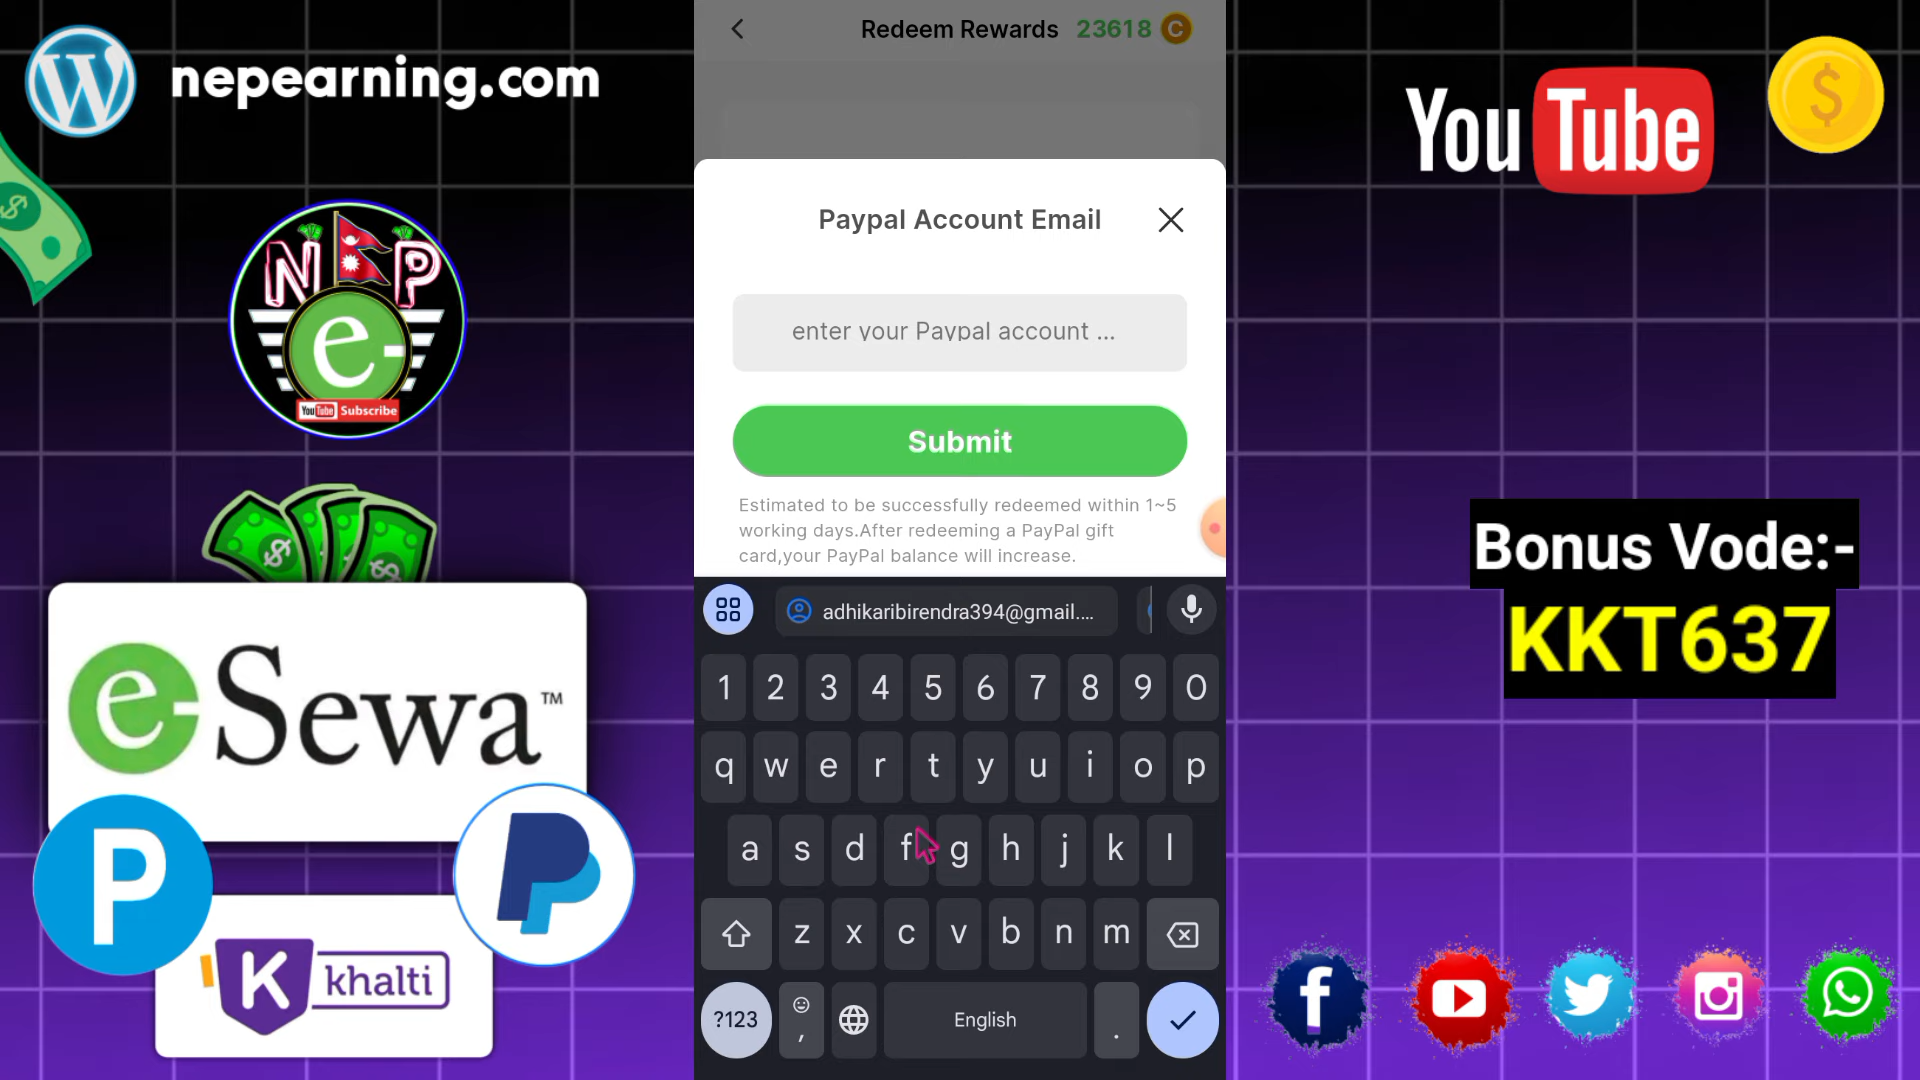 nepearning.com
N P
e
YouTube Subscribe
e-Sewa™
P
K khalti
Redeem Rewards 23618 C
Paypal Account Email
enter your Paypal account ...
Submit
Estimated to be successfully redeemed within 1~5
working days.After redeeming a PayPal gift
card,your PayPal balance will increase.
adhikaribirendra394@gmail....
1 2 3 4 5 6 7 8 9 0
q w e r t y u i o p
a s d f g h j k l
z x c v b n m
?123 , English .
YouTube
Bonus Vode:-
KKT637